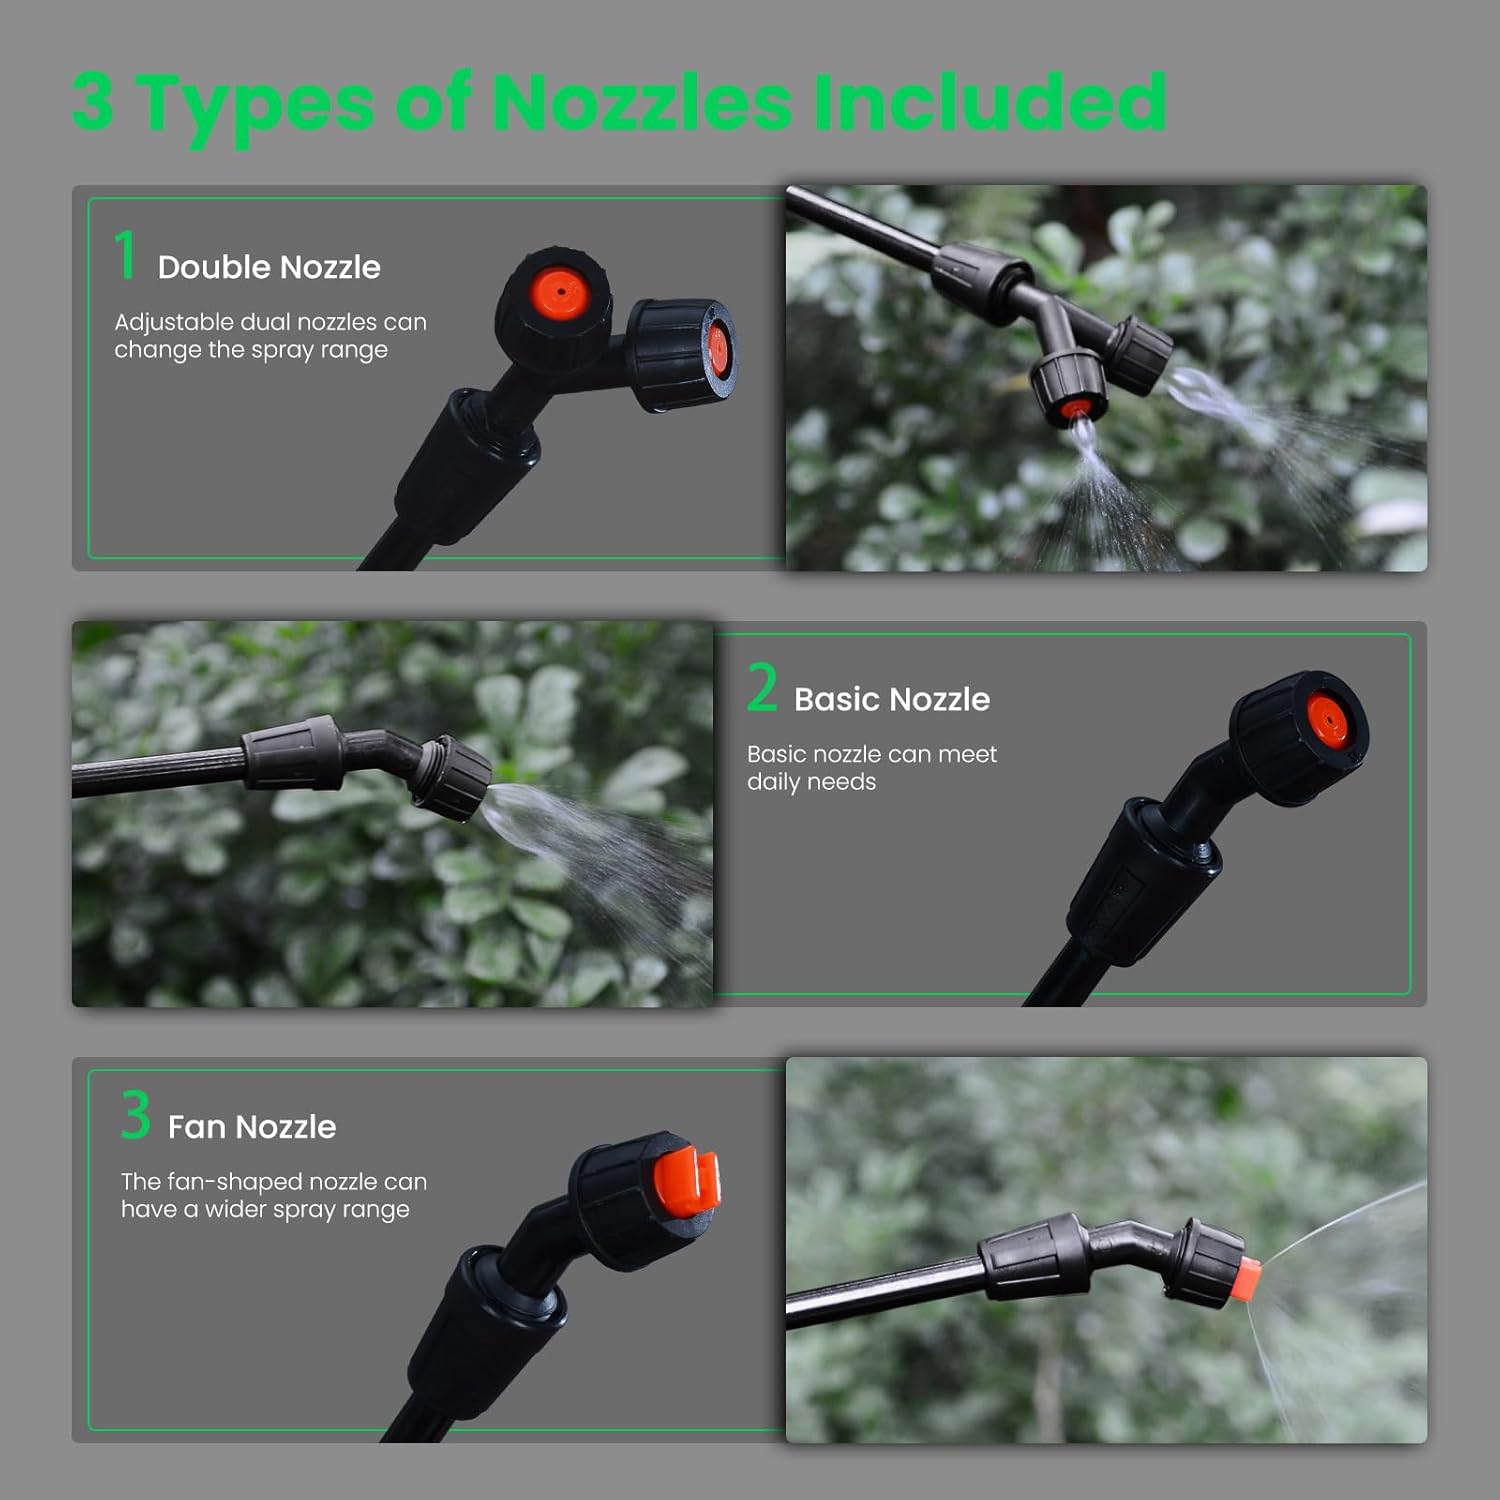 3 Types of Nozzles Included
1 Double Nozzle
Adjustable dual nozzles can
change the spray range
2 Basic Nozzle
Basic nozzle can meet
daily needs
3 Fan Nozzle
The fan-shaped nozzle can
have a wider spray range